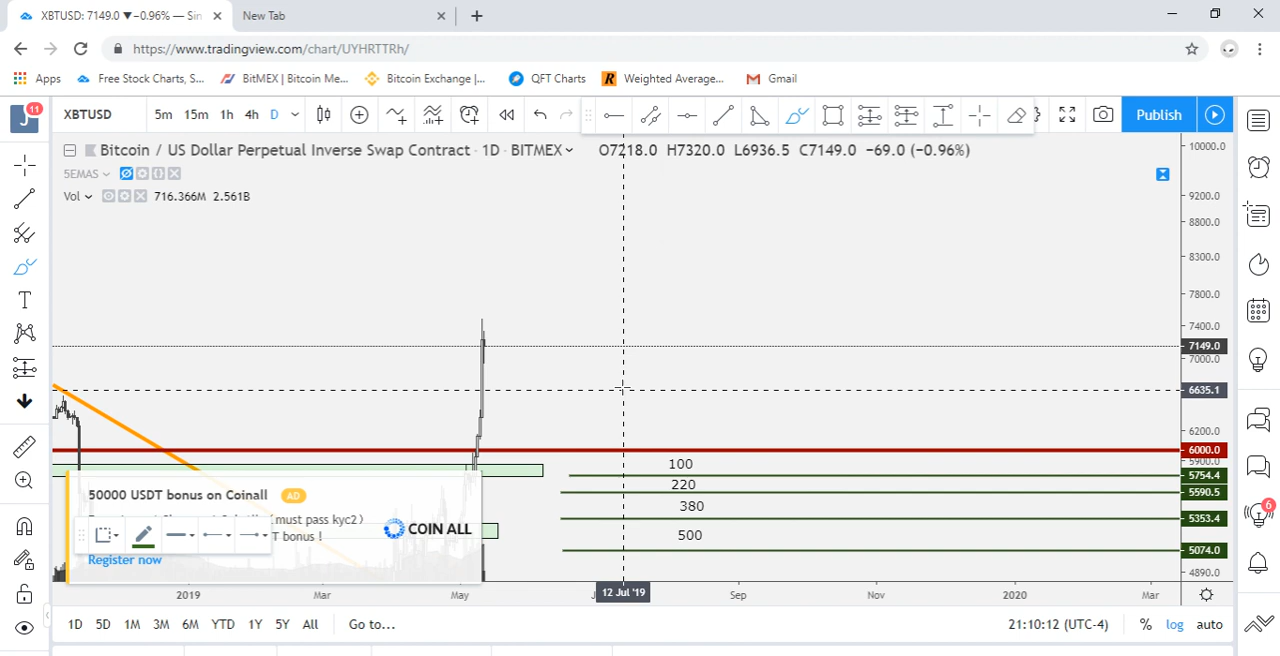 XBTUSD: 7149.0 ▼ −0.96% — Sin
New Tab
https://www.tradingview.com/chart/UYHRTTRh/
Apps Free Stock Charts, S... BitMEX | Bitcoin Me... Bitcoin Exchange |... QFT Charts R Weighted Average... Gmail
J 11 XBTUSD 5m 15m 1h 4h D Publish
Bitcoin / US Dollar Perpetual Inverse Swap Contract · 1D · BITMEX O7218.0 H7320.0 L6936.5 C7149.0 −69.0 (−0.96%)
5EMAS
Vol 716.366M 2.561B
10000.0
9200.0
8800.0
8300.0
7800.0
7400.0
7149.0
7000.0
6635.1
6200.0
6000.0
5900.0
100
5754.4
220
5590.5
380
5353.4
500
5074.0
4890.0
6
50000 USDT bonus on Coinall AD
(must pass kyc2)
T bonus !
COIN ALL
Register now
2019 Mar May 12 Jul '19 Sep Nov 2020 Mar
1D 5D 1M 3M 6M YTD 1Y 5Y All Go to... 21:10:12 (UTC-4) % log auto